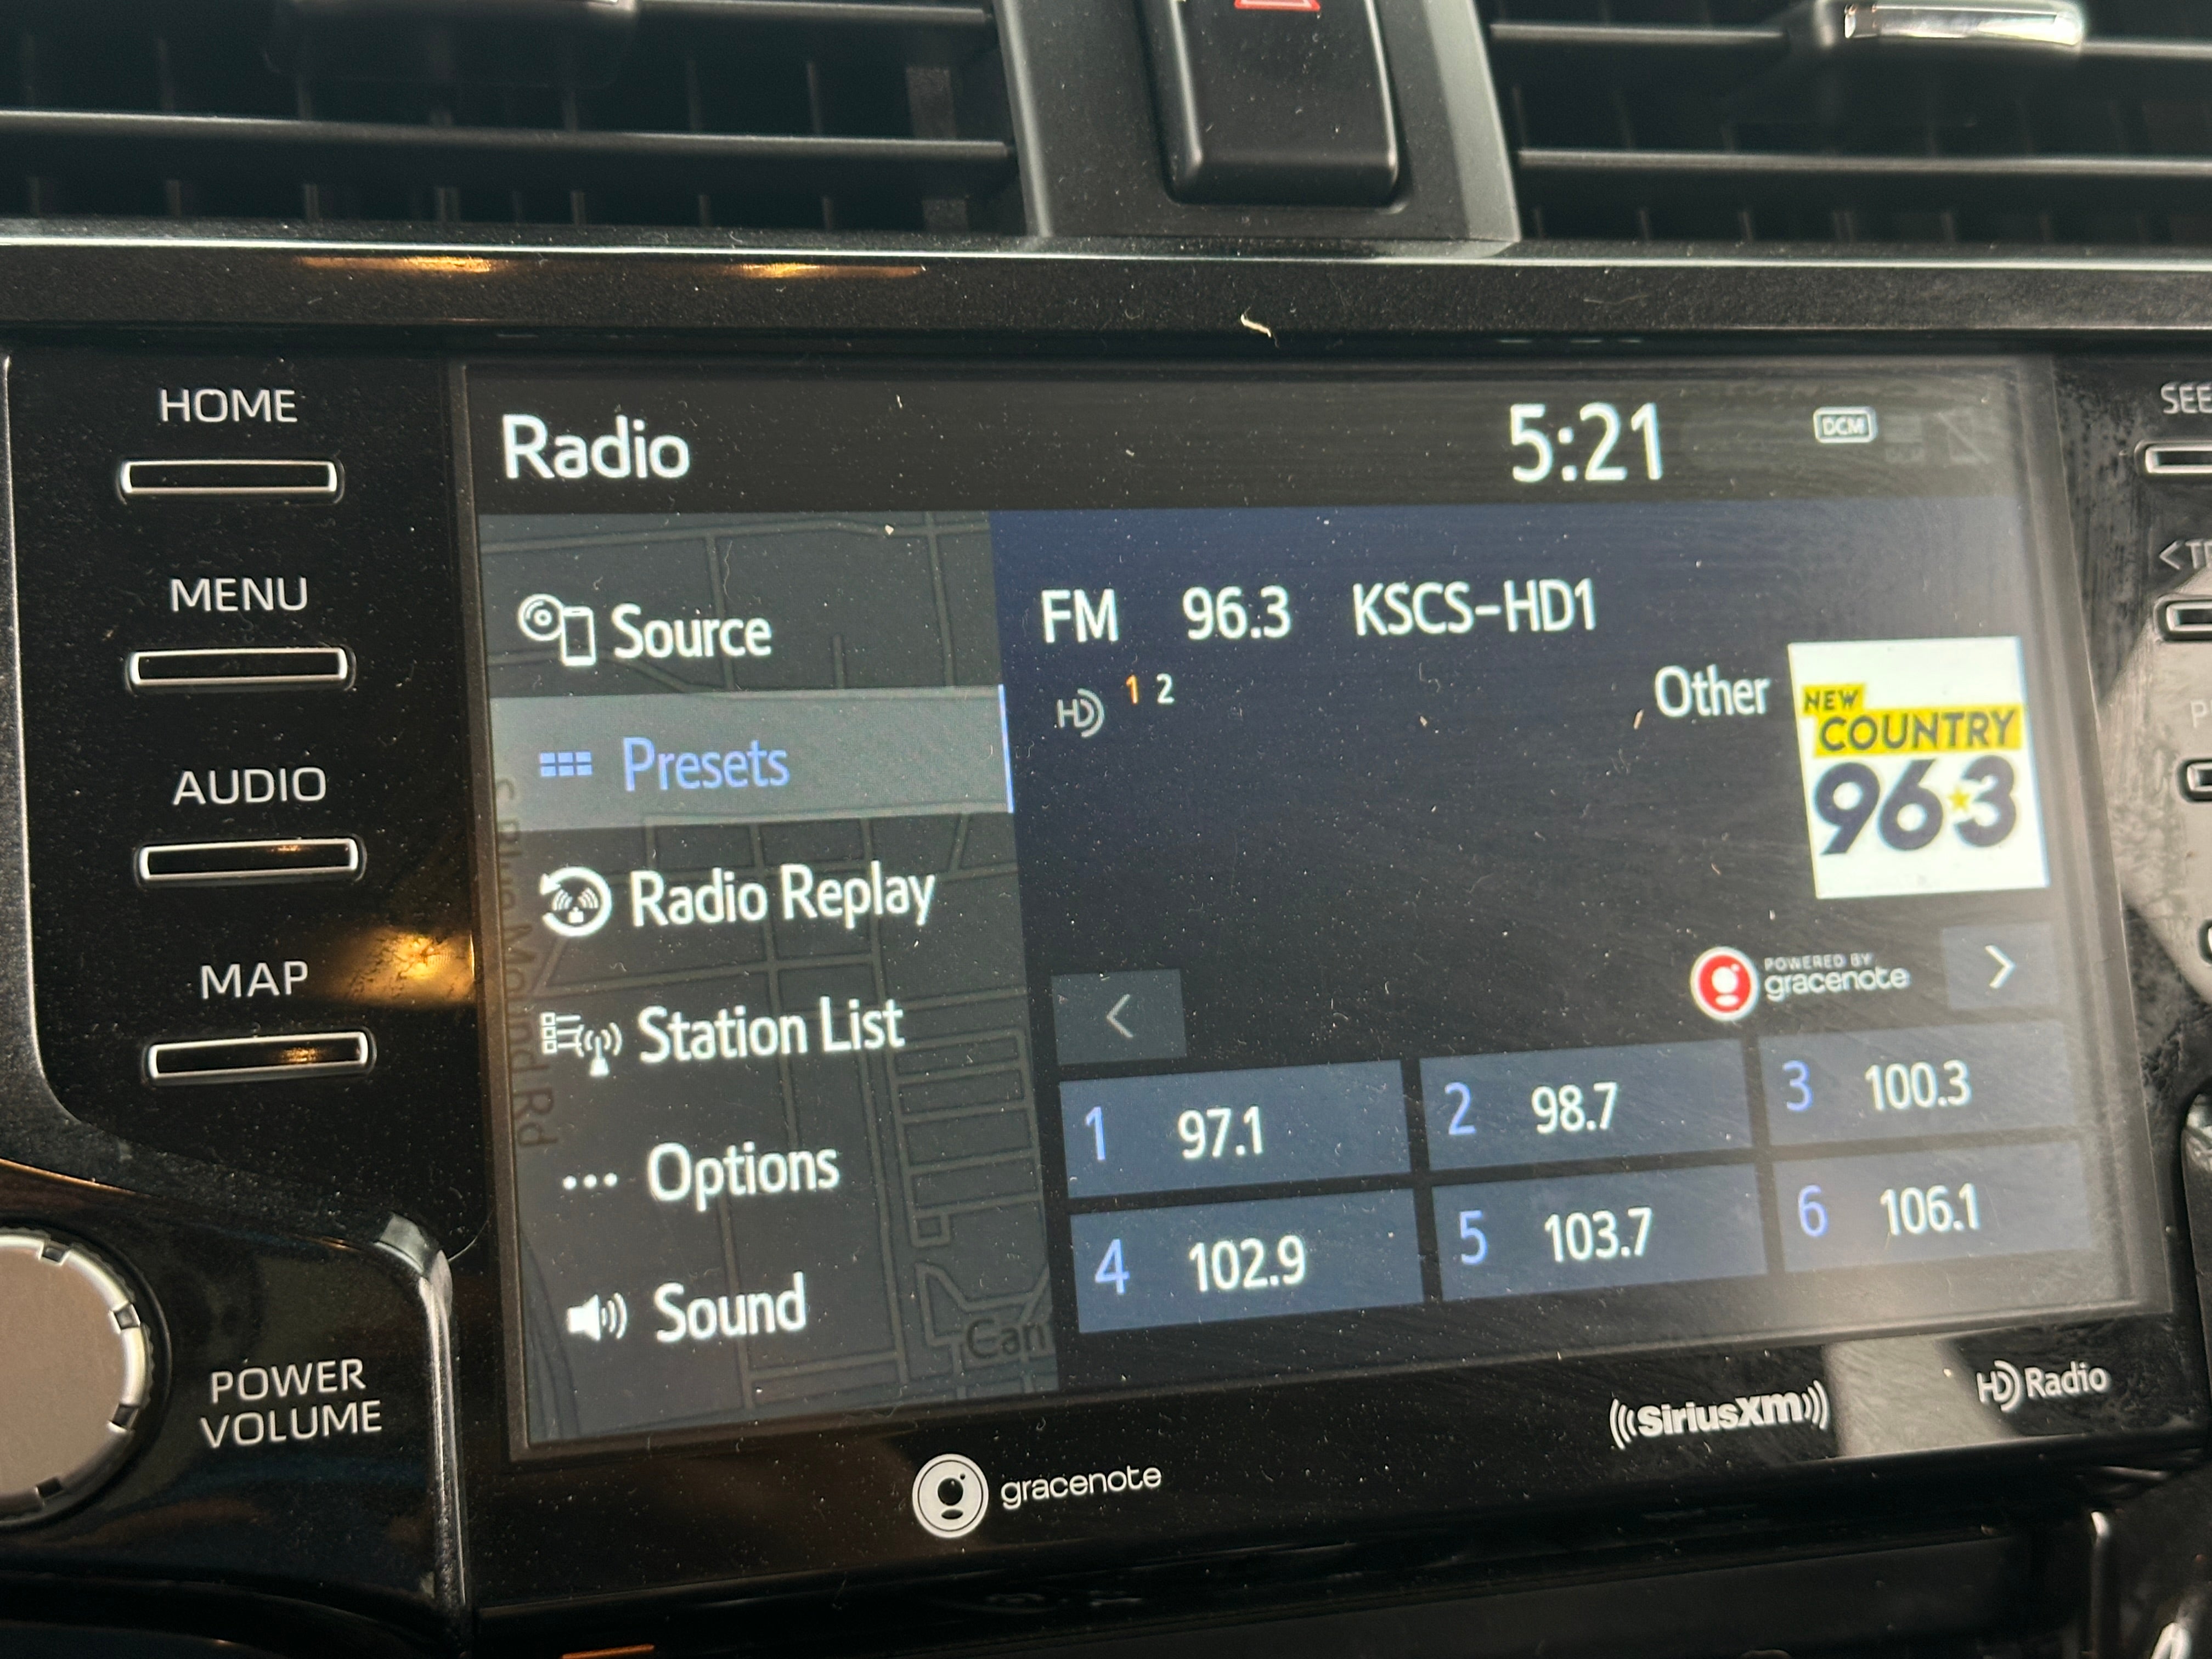 HOME
MENU
AUDIO
MAP
POWER
VOLUME
Radio
5:21
DCM
Source
Presets
Radio Replay
Station List
Options
Sound
FM 96.3 KSCS-HD1
HD 1 2
Other
NEW
COUNTRY
96.3
POWERED BY
gracenote
1 97.1
2 98.7
3 100.3
4 102.9
5 103.7
6 106.1
gracenote
SiriusXm
HD Radio